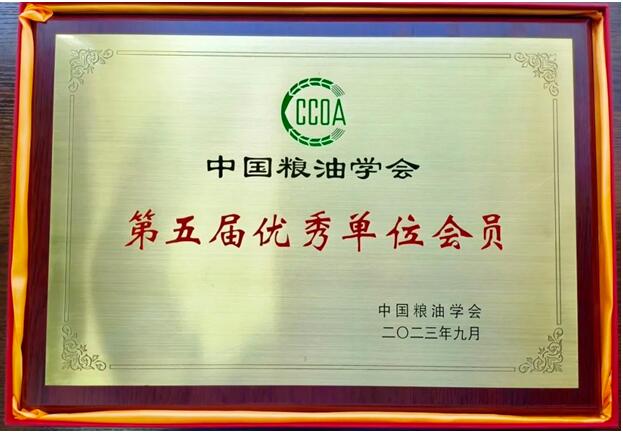 CCOA
中国粮油学会
第五届优秀单位会员
中国粮油学会
二〇二三年九月